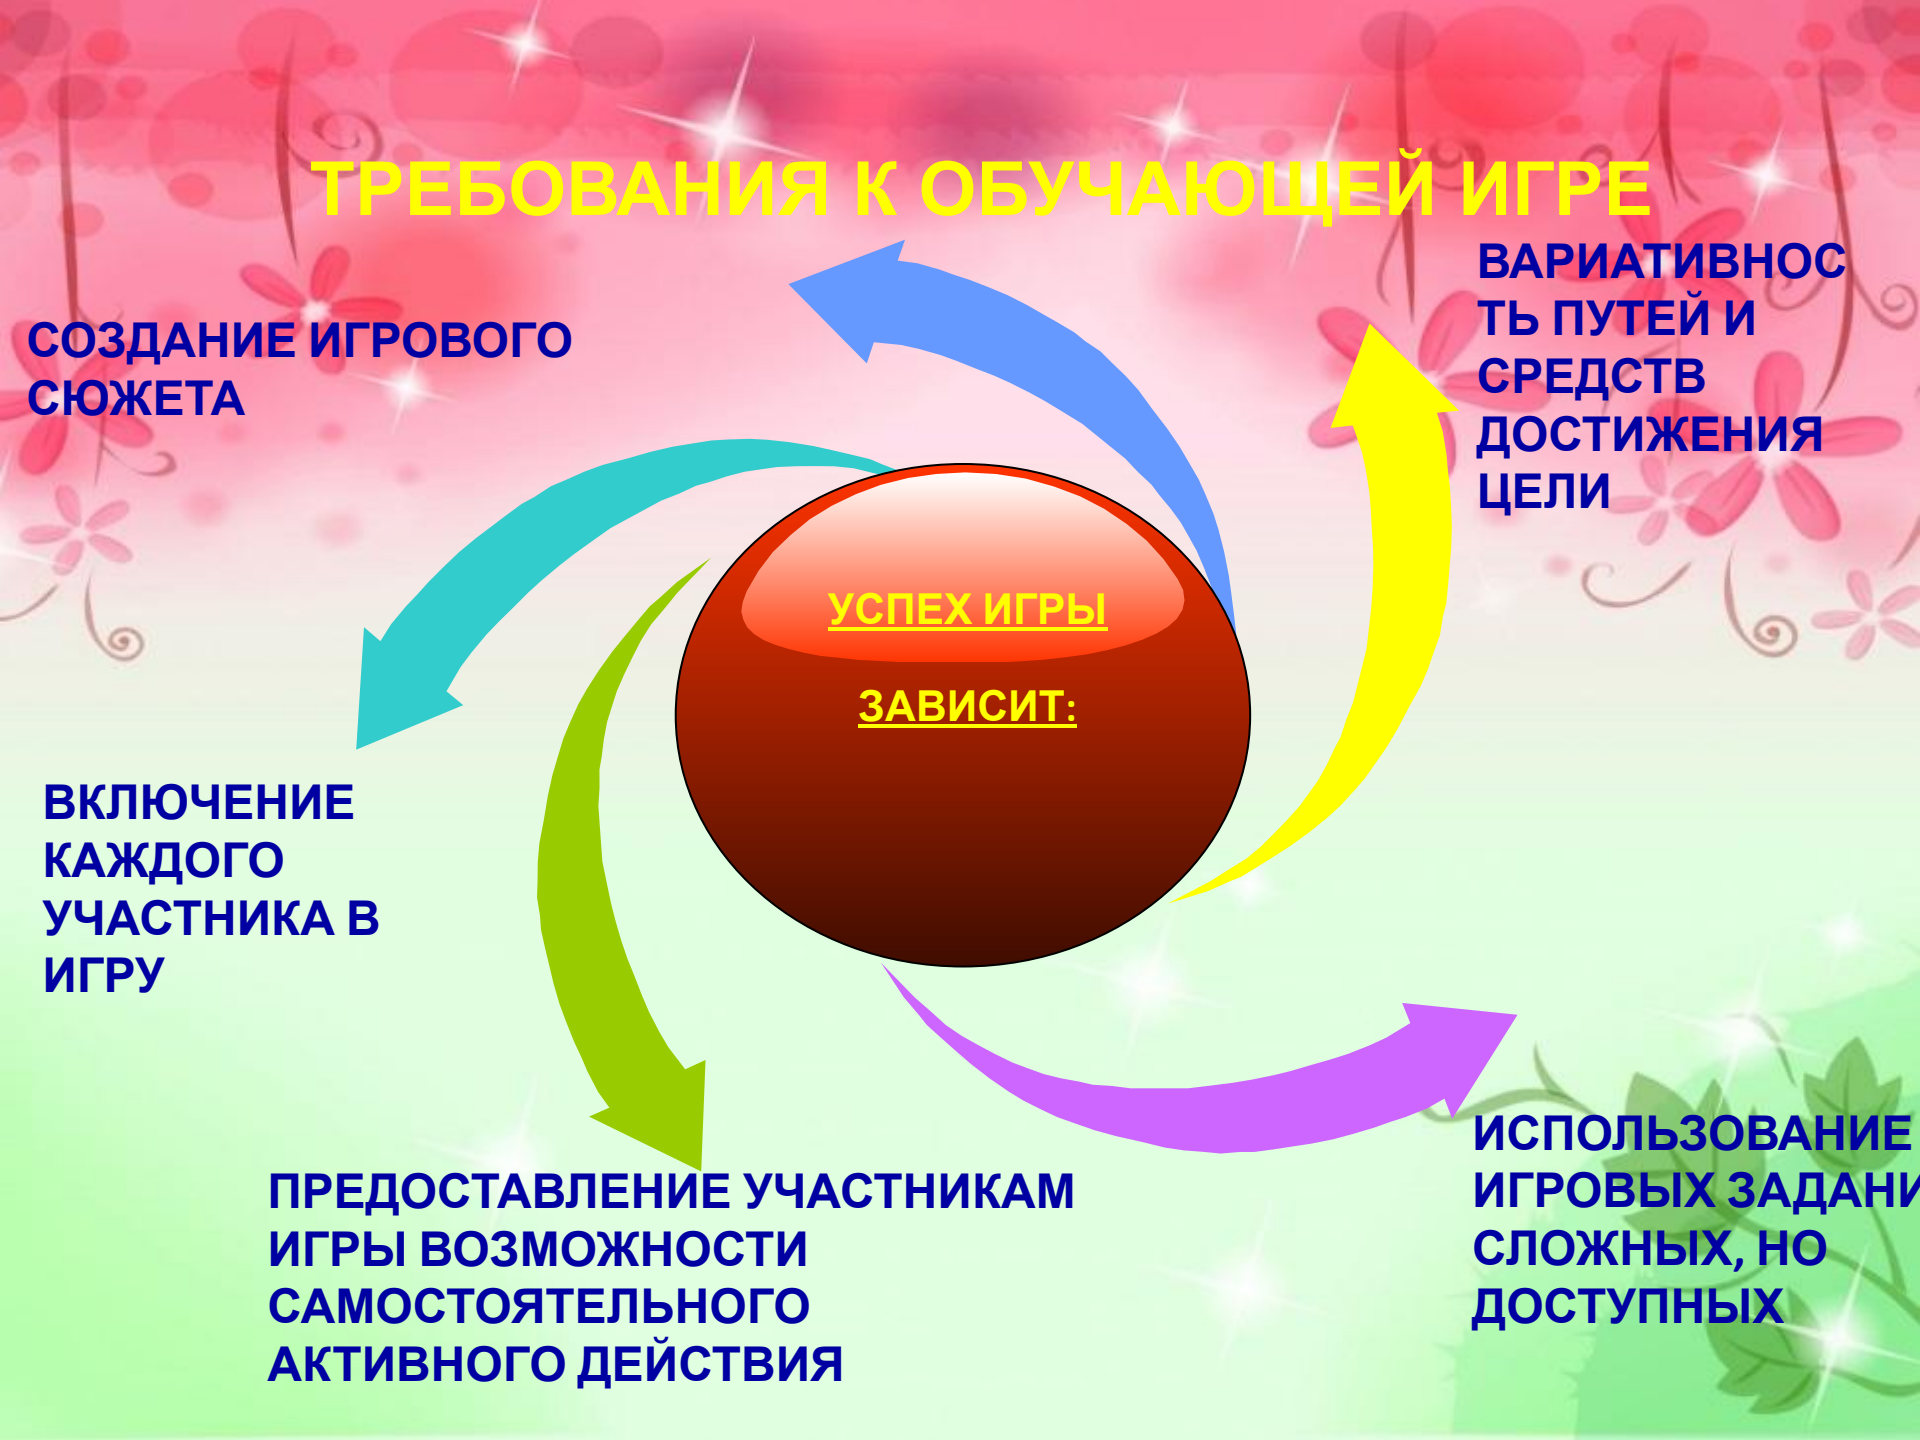 ТРЕБОВАНИЯ К ОБУЧАЮЩЕЙ ИГРЕ
СОЗДАНИЕ ИГРОВОГО
СЮЖЕТА
ВАРИАТИВНОС
ТЬ ПУТЕЙ И
СРЕДСТВ
ДОСТИЖЕНИЯ
ЦЕЛИ
УСПЕХ ИГРЫ
ЗАВИСИТ:
ВКЛЮЧЕНИЕ
КАЖДОГО
УЧАСТНИКА В
ИГРУ
ПРЕДОСТАВЛЕНИЕ УЧАСТНИКАМ
ИГРЫ ВОЗМОЖНОСТИ
САМОСТОЯТЕЛЬНОГО
АКТИВНОГО ДЕЙСТВИЯ
ИСПОЛЬЗОВАНИЕ
ИГРОВЫХ ЗАДАНИ
СЛОЖНЫХ, НО
ДОСТУПНЫХ